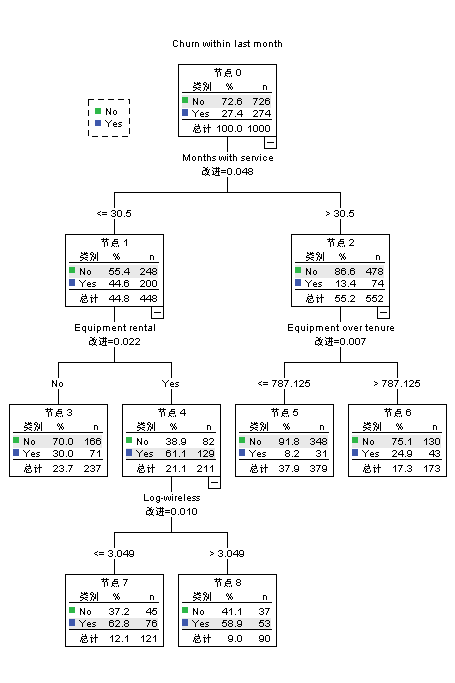 Churn within last month
No
Yes
节点 0
类别 % n
No 72.6 726
Yes 27.4 274
总计 100.0 1000
Months with service
改进=0.048
<= 30.5
> 30.5
节点 1
类别 % n
No 55.4 248
Yes 44.6 200
总计 44.8 448
节点 2
类别 % n
No 86.6 478
Yes 13.4 74
总计 55.2 552
Equipment rental
改进=0.022
Equipment over tenure
改进=0.007
No
Yes
<= 787.125
> 787.125
节点 3
类别 % n
No 70.0 166
Yes 30.0 71
总计 23.7 237
节点 4
类别 % n
No 38.9 82
Yes 61.1 129
总计 21.1 211
节点 5
类别 % n
No 91.8 348
Yes 8.2 31
总计 37.9 379
节点 6
类别 % n
No 75.1 130
Yes 24.9 43
总计 17.3 173
Log-wireless
改进=0.010
<= 3.049
> 3.049
节点 7
类别 % n
No 37.2 45
Yes 62.8 76
总计 12.1 121
节点 8
类别 % n
No 41.1 37
Yes 58.9 53
总计 9.0 90